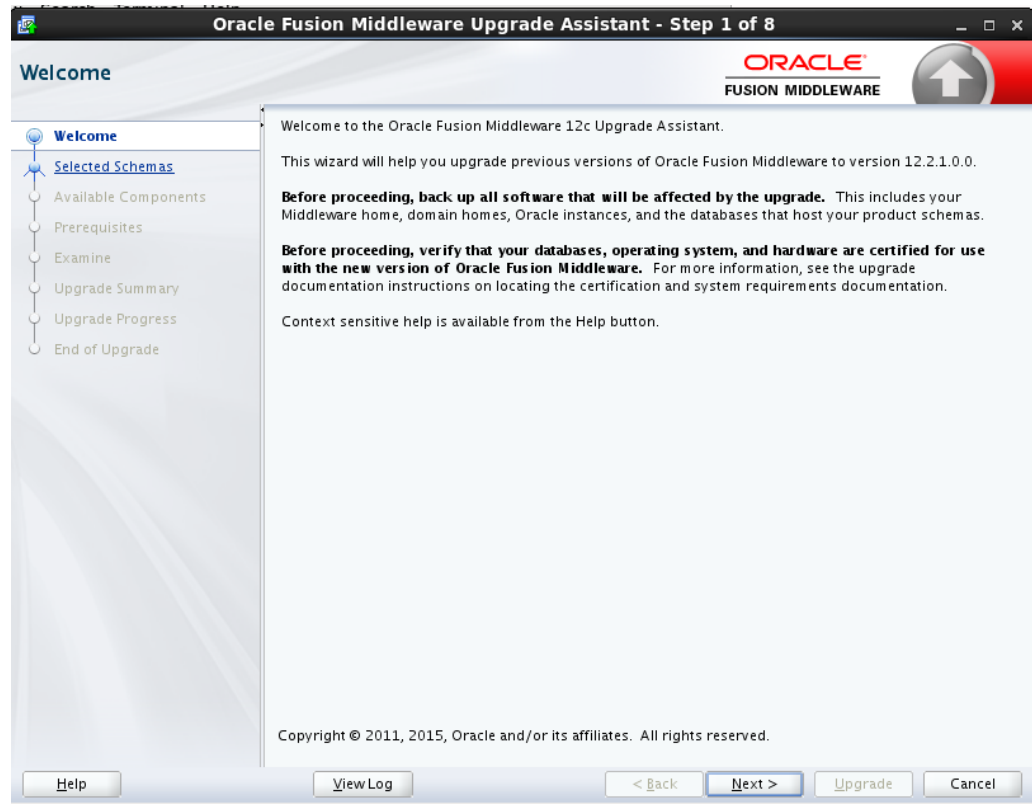 Search Terminal Help
Oracle Fusion Middleware Upgrade Assistant - Step 1 of 8
Welcome
ORACLE
FUSION MIDDLEWARE
Welcome
Selected Schemas
Available Components
Prerequisites
Examine
Upgrade Summary
Upgrade Progress
End of Upgrade
Welcome to the Oracle Fusion Middleware 12c Upgrade Assistant.
This wizard will help you upgrade previous versions of Oracle Fusion Middleware to version 12.2.1.0.0.
Before proceeding, back up all software that will be affected by the upgrade. This includes your
Middleware home, domain homes, Oracle instances, and the databases that host your product schemas.
Before proceeding, verify that your databases, operating system, and hardware are certified for use
with the new version of Oracle Fusion Middleware. For more information, see the upgrade
documentation instructions on locating the certification and system requirements documentation.
Context sensitive help is available from the Help button.
Copyright © 2011, 2015, Oracle and/or its affiliates. All rights reserved.
Help
View Log
< Back
Next >
Upgrade
Cancel